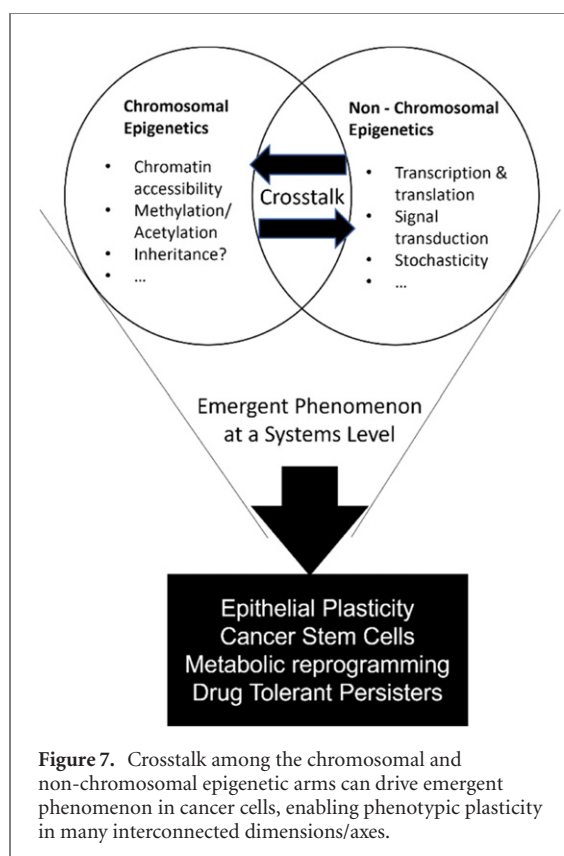 Chromosomal
Epigenetics
• Chromatin
accessibility
• Methylation/
Acetylation
• Inheritance?
• ...
Crosstalk
Non - Chromosomal
Epigenetics
• Transcription &
translation
• Signal
transduction
• Stochasticity
• ...
Emergent Phenomenon
at a Systems Level
Epithelial Plasticity
Cancer Stem Cells
Metabolic reprogramming
Drug Tolerant Persisters
Figure 7. Crosstalk among the chromosomal and
non-chromosomal epigenetic arms can drive emergent
phenomenon in cancer cells, enabling phenotypic plasticity
in many interconnected dimensions/axes.